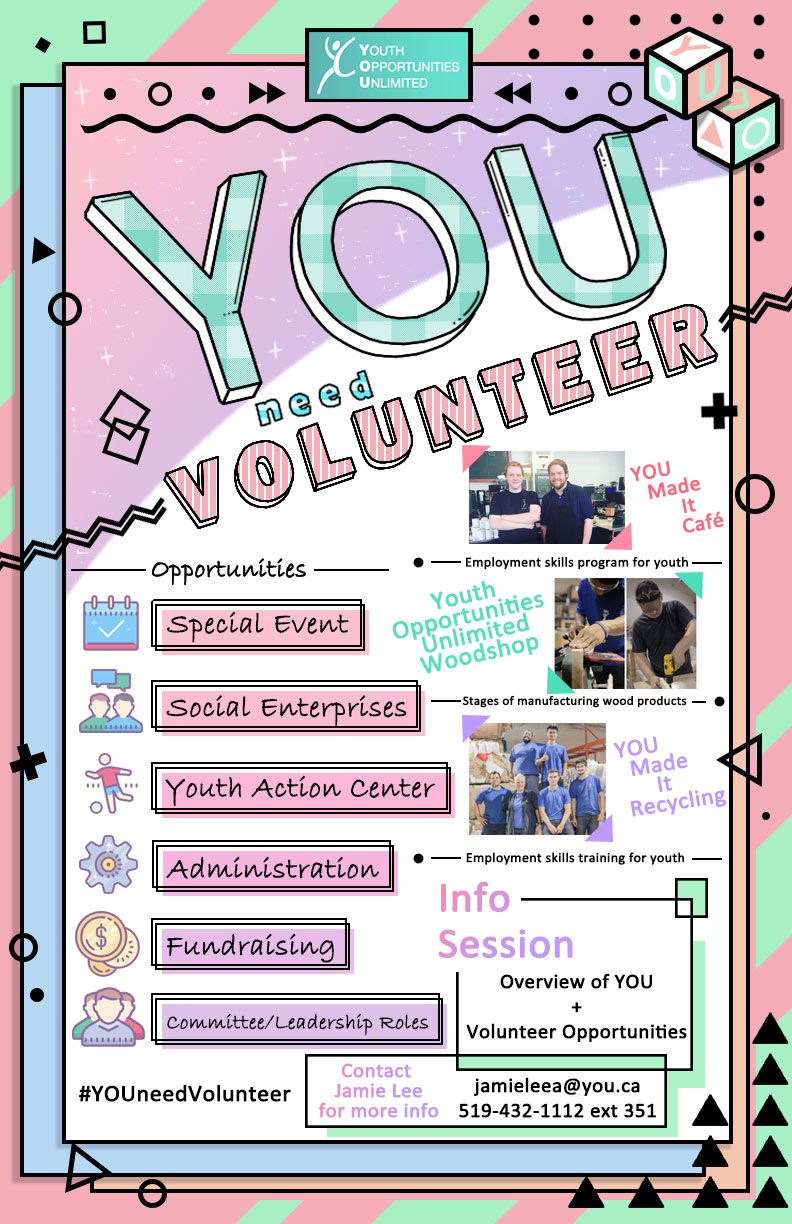 YOUTH
OPPORTUNITIES
UNLIMITED
Y
O U
YOU
need
VOLUNTEER
YOU
Made
It
Café
Employment skills program for youth
Opportunities
Special Event
Social Enterprises
Youth Action Center
Administration
Fundraising
Committee/Leadership Roles
Youth
Opportunities
Unlimited
Woodshop
Stages of manufacturing wood products
YOU
Made
It
Recycling
Employment skills training for youth
Info
Session
Overview of YOU
+
Volunteer Opportunities
#YOUneedVolunteer
Contact
Jamie Lee
for more info
jamieleea@you.ca
519-432-1112 ext 351